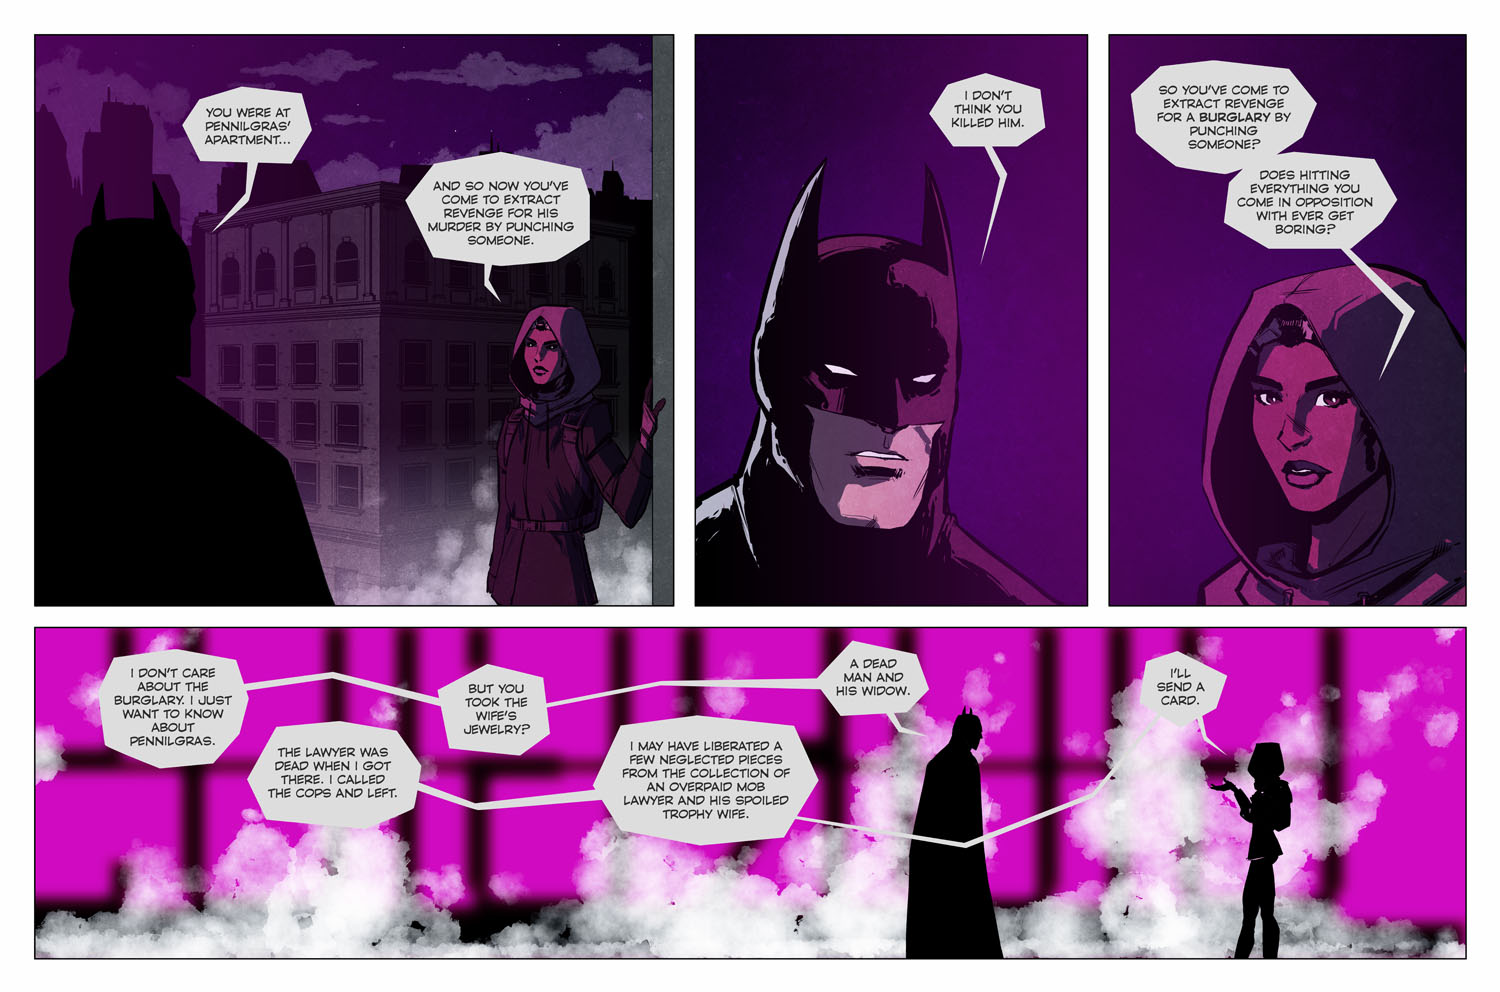 YOU WERE AT
PENNILGRAS'
APARTMENT...
AND SO NOW YOU'VE
COME TO EXTRACT
REVENGE FOR HIS
MURDER BY PUNCHING
SOMEONE.
I DON'T
THINK YOU
KILLED HIM.
SO YOU'VE COME TO
EXTRACT REVENGE
FOR A BURGLARY BY
PUNCHING
SOMEONE?
DOES HITTING
EVERYTHING YOU
COME IN OPPOSITION
WITH EVER GET
BORING?
I DON'T CARE
ABOUT THE
BURGLARY. I JUST
WANT TO KNOW
ABOUT
PENNILGRAS.
THE LAWYER WAS
DEAD WHEN I GOT
THERE. I CALLED
THE COPS AND LEFT.
BUT YOU
TOOK THE
WIFE'S
JEWELRY?
I MAY HAVE LIBERATED A
FEW NEGLECTED PIECES
FROM THE COLLECTION OF
AN OVERPAID MOB
LAWYER AND HIS SPOILED
TROPHY WIFE.
A DEAD
MAN AND
HIS WIDOW.
I'LL
SEND A
CARD.